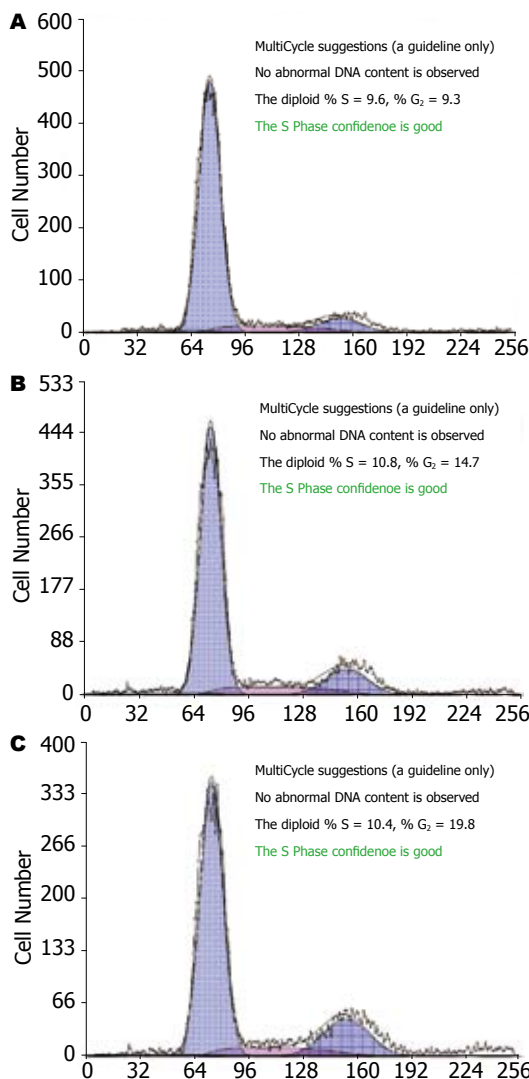 A
600
MultiCycle suggestions (a guideline only)
500
No abnormal DNA content is observed
The diploid % S = 9.6, % G₂ = 9.3
400
The S Phase confidenoe is good
300
Cell Number
200
100
0
0 32 64 96 128 160 192 224 256
B
533
MultiCycle suggestions (a guideline only)
444
No abnormal DNA content is observed
The diploid % S = 10.8, % G₂ = 14.7
355
The S Phase confidenoe is good
266
Cell Number
177
88
0
0 32 64 96 128 160 192 224 256
C
400
MultiCycle suggestions (a guideline only)
333
No abnormal DNA content is observed
The diploid % S = 10.4, % G₂ = 19.8
266
The S Phase confidenoe is good
200
Cell Number
133
66
0
0 32 64 96 128 160 192 224 256